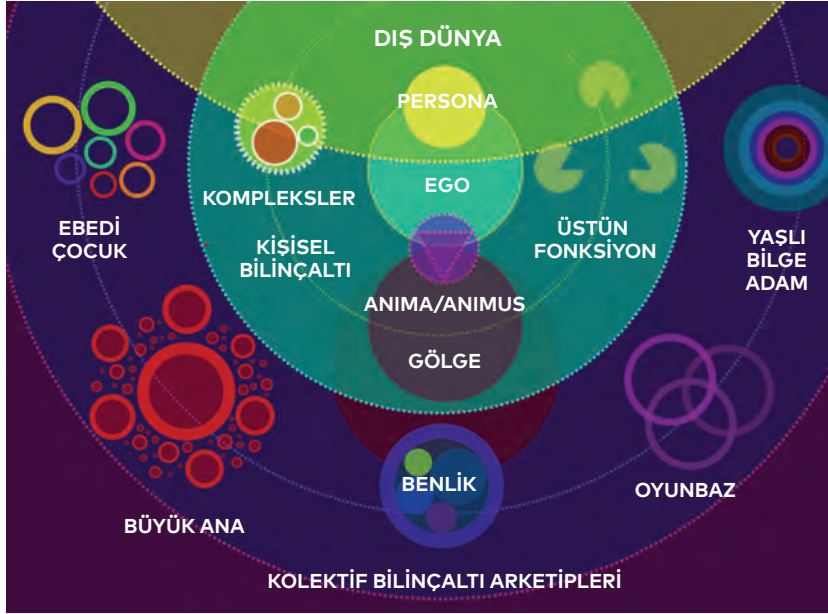 DIŞ DÜNYA
PERSONA
EGO
KOMPLEKSLER
KİŞİSEL
BİLİNÇALTI
ÜSTÜN
FONKSİYON
EBEDİ
ÇOCUK
YAŞLI
BİLGE
ADAM
ANIMA/ANIMUS
GÖLGE
BENLİK
OYUNBAZ
BÜYÜK ANA
KOLEKTİF BİLİNÇALTI ARKETİPLERİ